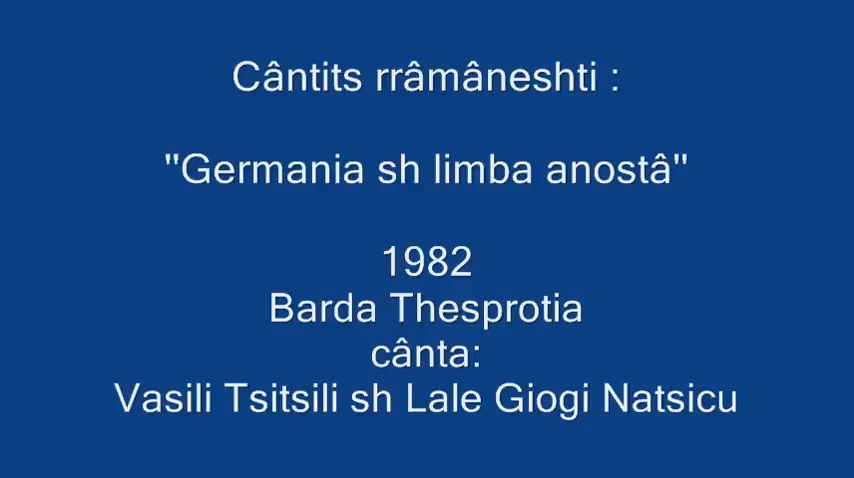 Cântits rrâmâneshti :
"Germania sh limba anostâ"
1982
Barda Thesprotia
cânta:
Vasili Tsitsili sh Lale Giogi Natsicu